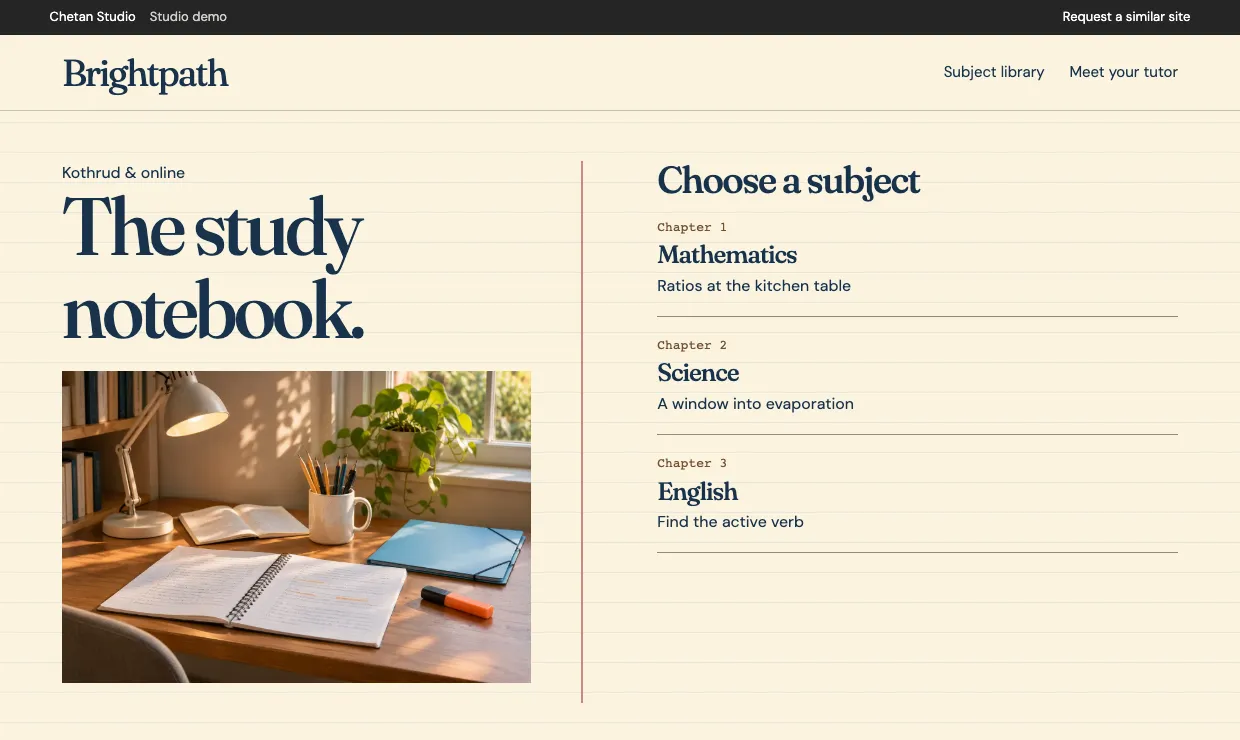 Chetan Studio Studio demo Request a similar site
Brightpath Subject library Meet your tutor
Kothrud & online
The study
notebook.
Choose a subject
Chapter 1
Mathematics
Ratios at the kitchen table
Chapter 2
Science
A window into evaporation
Chapter 3
English
Find the active verb